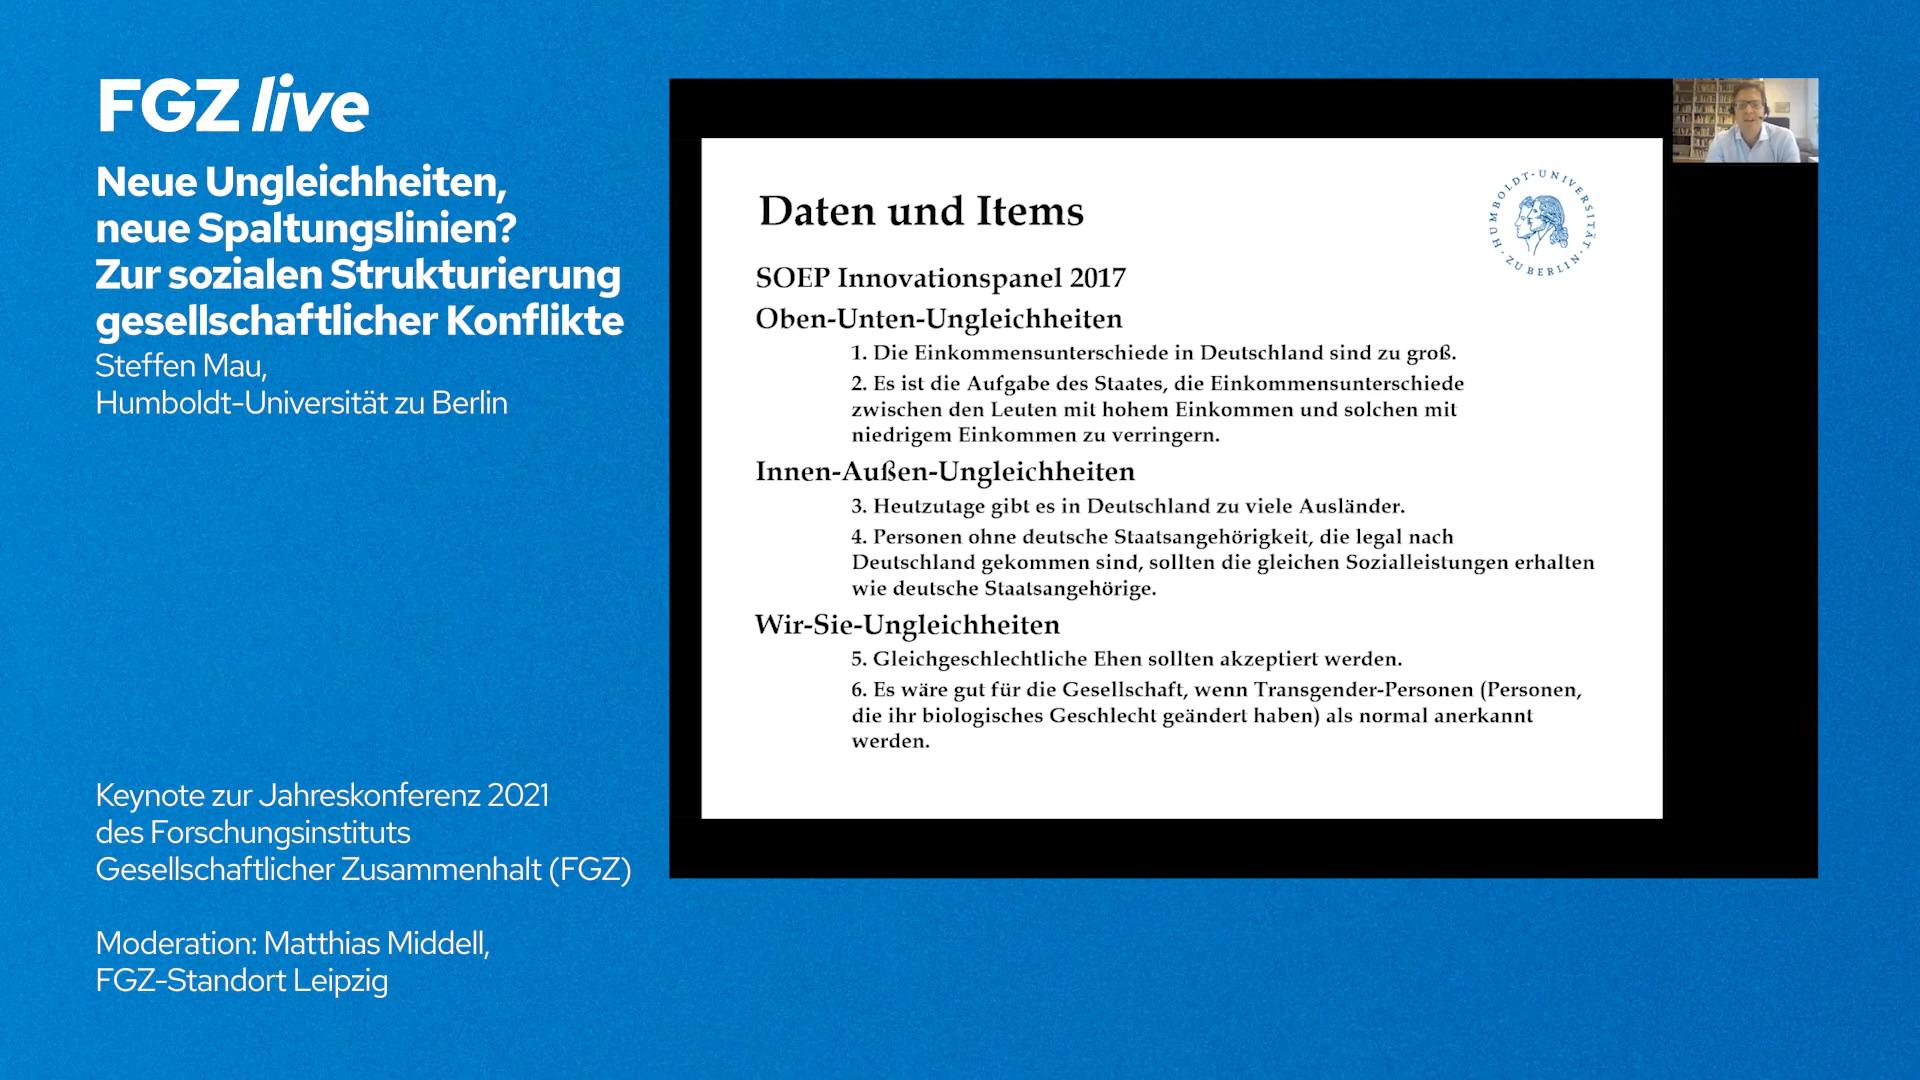 FGZ live
Neue Ungleichheiten,
neue Spaltungslinien?
Zur sozialen Strukturierung
gesellschaftlicher Konflikte
Steffen Mau,
Humboldt-Universität zu Berlin
Keynote zur Jahreskonferenz 2021
des Forschungsinstituts
Gesellschaftlicher Zusammenhalt (FGZ)
Moderation: Matthias Middell,
FGZ-Standort Leipzig
Daten und Items
HUMBOLDT-UNIVERSITÄT
ZU BERLIN
SOEP Innovationspanel 2017
Oben-Unten-Ungleichheiten
1. Die Einkommensunterschiede in Deutschland sind zu groß.
2. Es ist die Aufgabe des Staates, die Einkommensunterschiede
zwischen den Leuten mit hohem Einkommen und solchen mit
niedrigem Einkommen zu verringern.
Innen-Außen-Ungleichheiten
3. Heutzutage gibt es in Deutschland zu viele Ausländer.
4. Personen ohne deutsche Staatsangehörigkeit, die legal nach
Deutschland gekommen sind, sollten die gleichen Sozialleistungen erhalten
wie deutsche Staatsangehörige.
Wir-Sie-Ungleichheiten
5. Gleichgeschlechtliche Ehen sollten akzeptiert werden.
6. Es wäre gut für die Gesellschaft, wenn Transgender-Personen (Personen,
die ihr biologisches Geschlecht geändert haben) als normal anerkannt
werden.